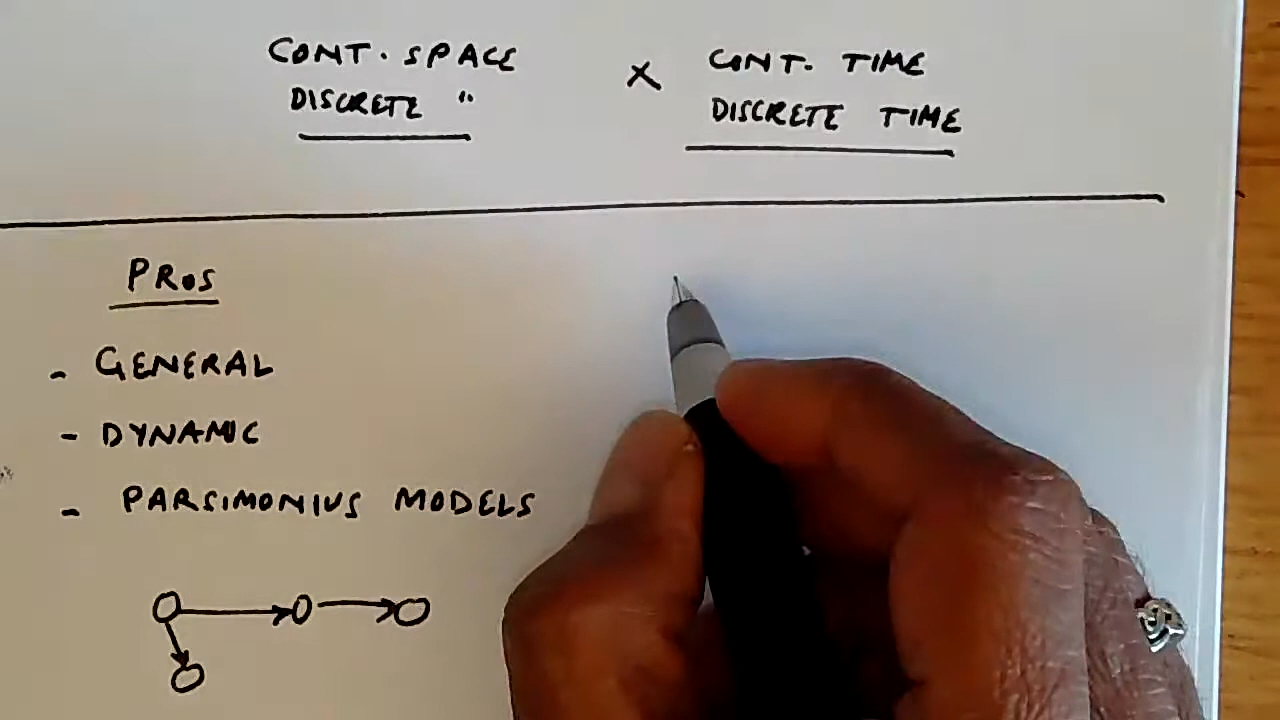 CONT. SPACE × CONT. TIME
DISCRETE " DISCRETE TIME
PROS
- GENERAL
- DYNAMIC
- PARSIMONIUS MODELS